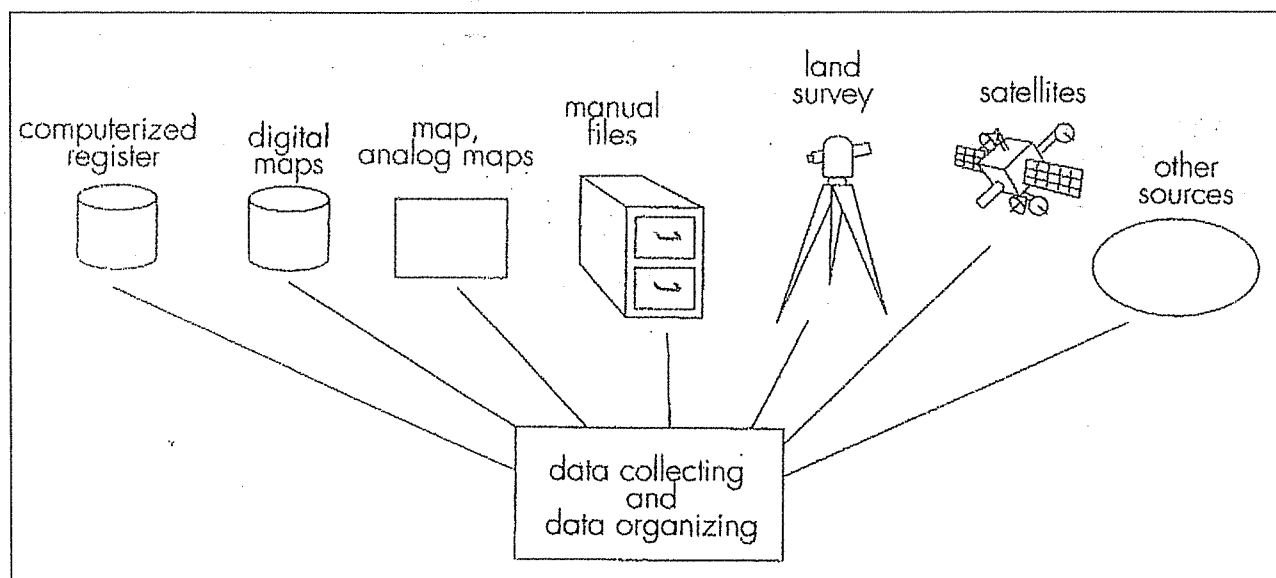 computerized
register
digital
maps
map,
analog maps
manual
files
land
survey
satellites
other
sources
data collecting
and
data organizing